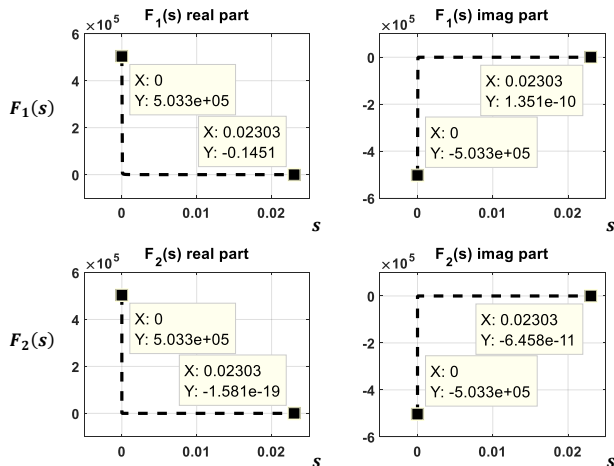 F1(s) real part
×10^5
6
4
2
0
F1(s)
X: 0
Y: 5.033e+05
X: 0.02303
Y: -0.1451
0 0.01 0.02
s
F1(s) imag part
×10^5
0
-2
-4
-6
X: 0.02303
Y: 1.351e-10
X: 0
Y: -5.033e+05
0 0.01 0.02
s
F2(s) real part
×10^5
6
4
2
0
F2(s)
X: 0
Y: 5.033e+05
X: 0.02303
Y: -1.581e-19
0 0.01 0.02
s
F2(s) imag part
×10^5
0
-2
-4
-6
X: 0.02303
Y: -6.458e-11
X: 0
Y: -5.033e+05
0 0.01 0.02
s